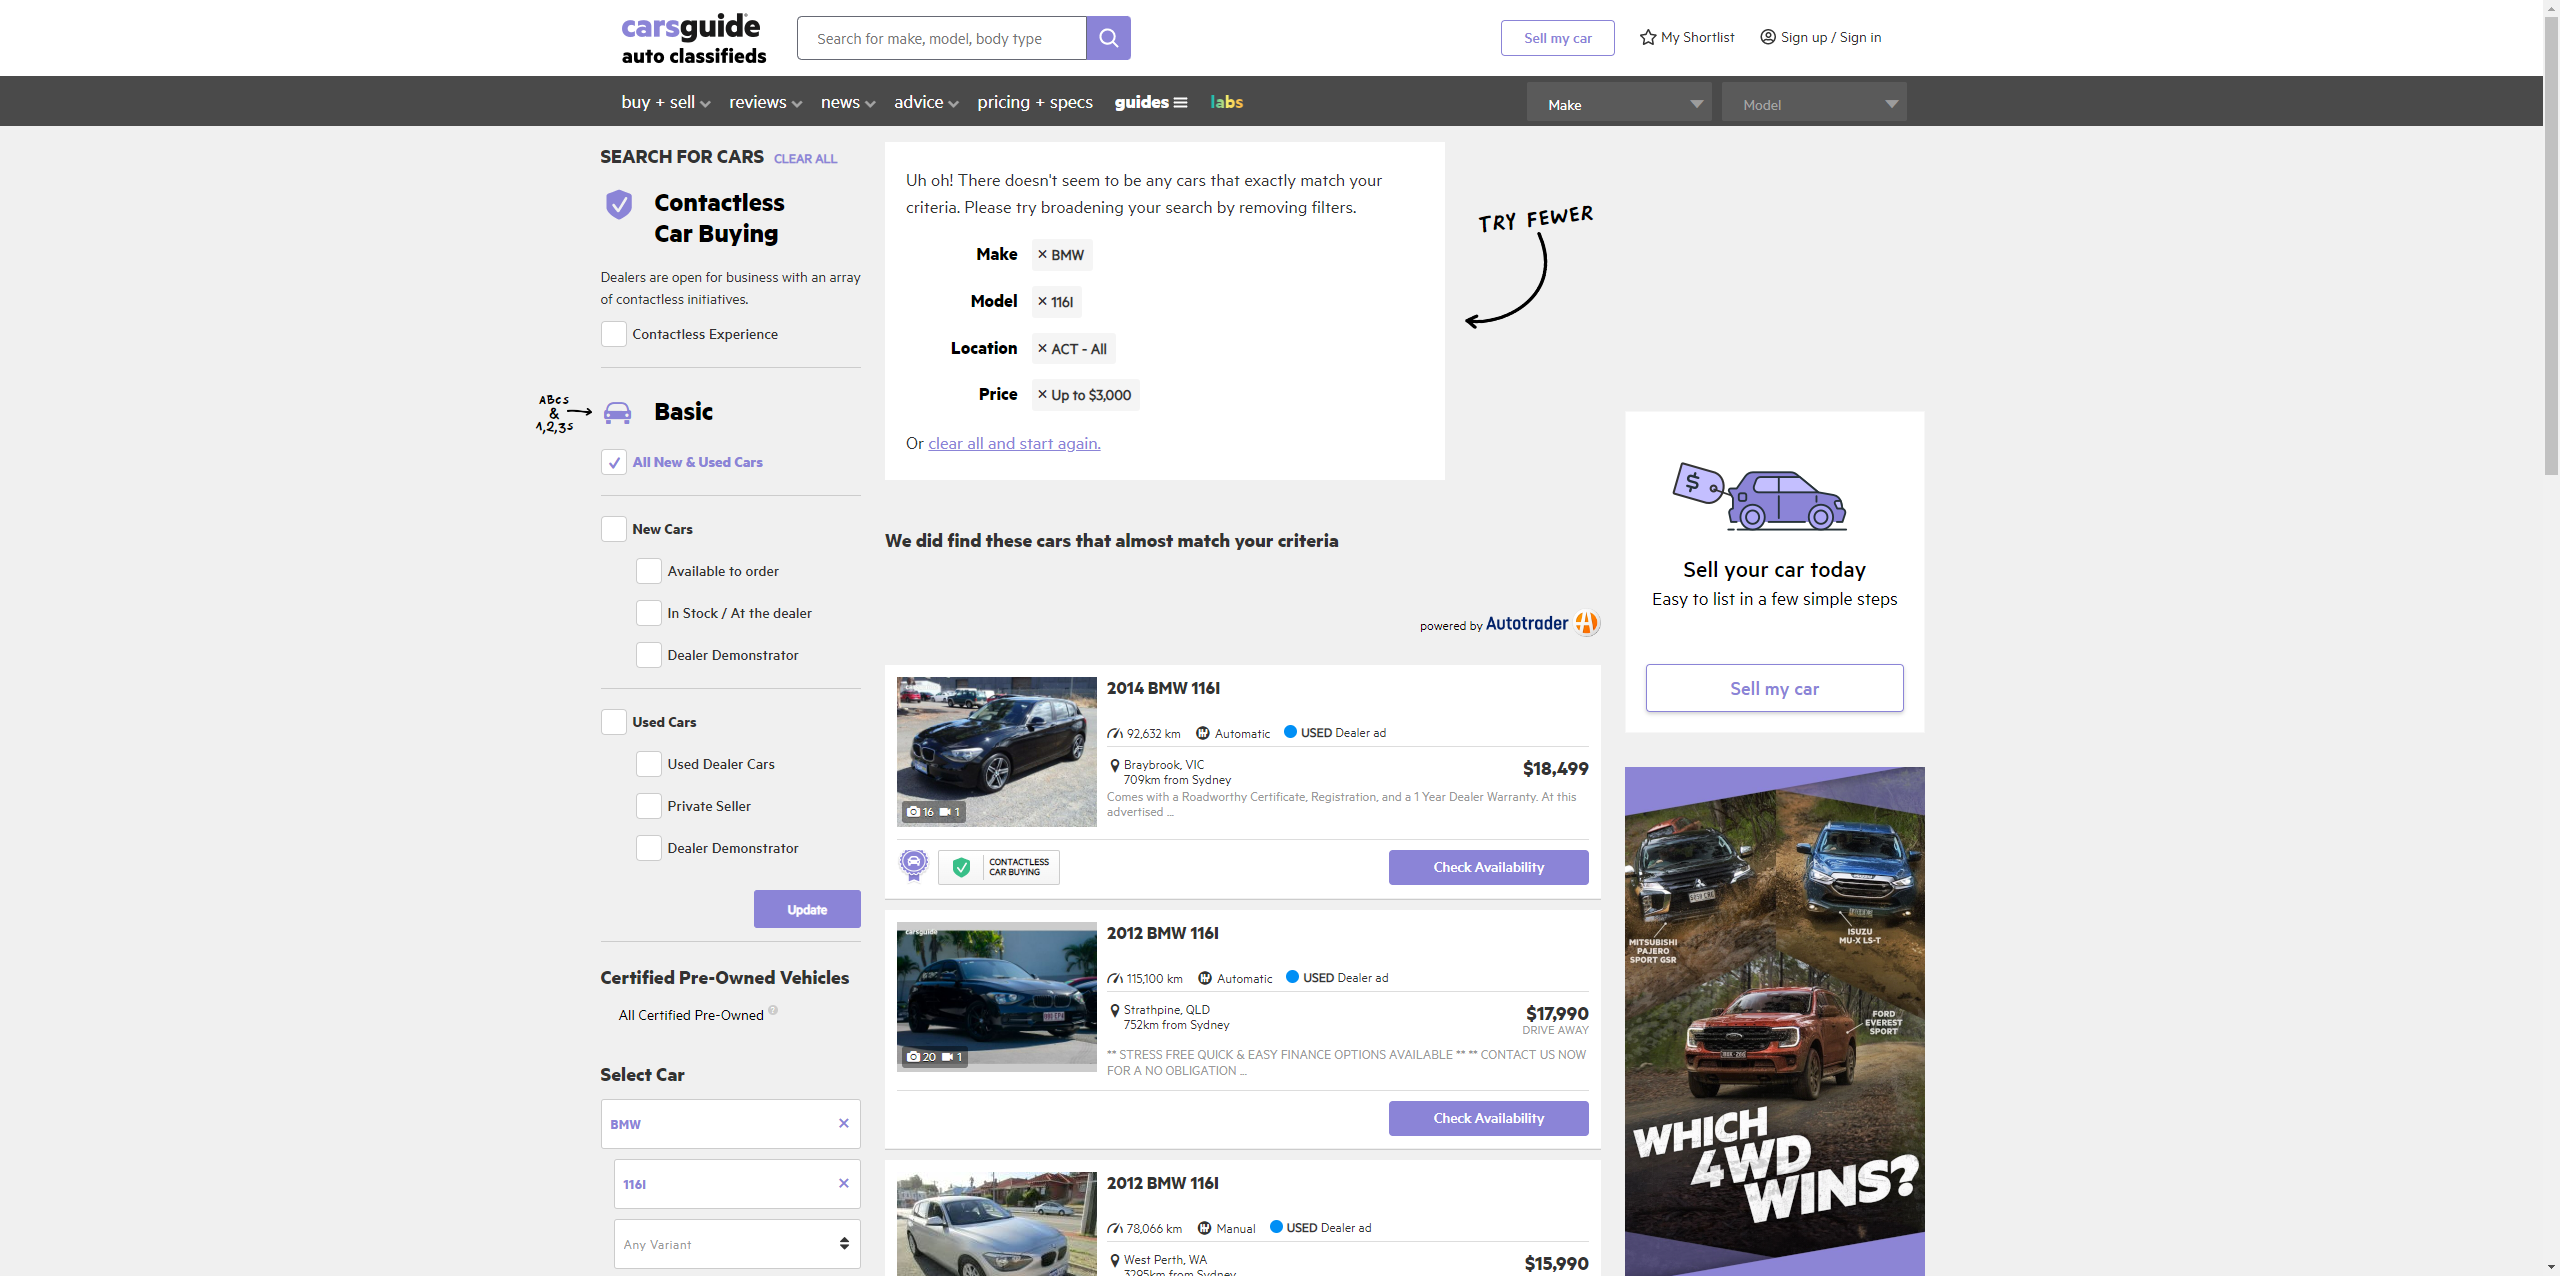 carsguide
auto classifieds
Search for make, model, body type
Sell my car
My Shortlist
Sign up / Sign in
buy + sell
reviews
news
advice
pricing + specs
guides
labs
Make
Model
SEARCH FOR CARS CLEAR ALL
Contactless
Car Buying
Dealers are open for business with an array
of contactless initiatives.
Contactless Experience
ABCs
&
1,2,3s
Basic
All New & Used Cars
New Cars
Available to order
In Stock / At the dealer
Dealer Demonstrator
Used Cars
Used Dealer Cars
Private Seller
Dealer Demonstrator
Update
Certified Pre-Owned Vehicles
All Certified Pre-Owned ?
Select Car
BMW ×
116I ×
Any Variant
Uh oh! There doesn't seem to be any cars that exactly match your
criteria. Please try broadening your search by removing filters.
Make × BMW
Model × 116I
Location × ACT - All
Price × Up to $3,000
Or clear all and start again.
TRY FEWER
We did find these cars that almost match your criteria
powered by Autotrader
2014 BMW 116I
92,632 km Automatic USED Dealer ad
Braybrook, VIC
709km from Sydney
$18,499
Comes with a Roadworthy Certificate, Registration, and a 1 Year Dealer Warranty. At this
advertised ...
16 1
CONTACTLESS
CAR BUYING
Check Availability
carsguide
2012 BMW 116I
115,100 km Automatic USED Dealer ad
Strathpine, QLD
752km from Sydney
$17,990
DRIVE AWAY
** STRESS FREE QUICK & EASY FINANCE OPTIONS AVAILABLE ** ** CONTACT US NOW
FOR A NO OBLIGATION ...
20 1
Check Availability
2012 BMW 116I
78,066 km Manual USED Dealer ad
West Perth, WA
3295km from Sydney
$15,990
$
Sell your car today
Easy to list in a few simple steps
Sell my car
MITSUBISHI
PAJERO
SPORT GSR
ISUZU
MU-X LS-T
FORD
EVEREST
SPORT
WHICH
4WD
WINS?